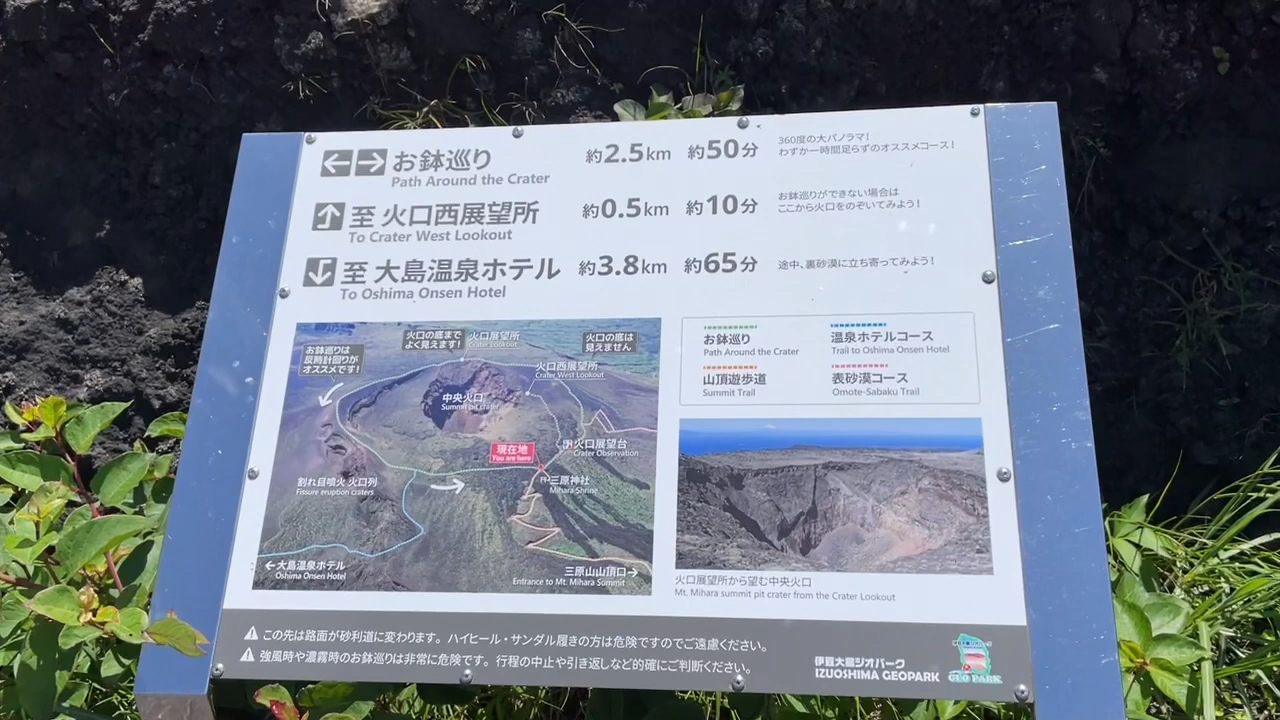 お鉢巡り 約2.5km 約50分 360度の大パノラマ！
わずか一時間足らずのオススメコース！
Path Around the Crater
至 火口西展望所 約0.5km 約10分 お鉢巡りができない場合は
ここから火口をのぞいてみよう！
To Crater West Lookout
至 大島温泉ホテル 約3.8km 約65分 途中、裏砂漠に立ち寄ってみよう！
To Oshima Onsen Hotel
お鉢巡りは
反時計回りが
オススメです！
火口の底まで
よく見えます！
火口展望所
Crater Lookout
火口の底は
見えません
火口西展望所
Crater West Lookout
中央火口
Summit pit crater
現在地
You are here
火口展望台
Crater Observation
割れ目噴火 火口列
Fissure eruption craters
三原神社
Mihara Shrine
←大島温泉ホテル
Oshima Onsen Hotel
三原山山頂口→
Entrance to Mt. Mihara Summit
お鉢巡り
Path Around the Crater
温泉ホテルコース
Trail to Oshima Onsen Hotel
山頂遊歩道
Summit Trail
表砂漠コース
Omote-Sabaku Trail
火口展望所から望む中央火口
Mt. Mihara summit pit crater from the Crater Lookout
この先は路面が砂利道に変わります。ハイヒール・サンダル履きの方は危険ですのでご遠慮ください。
強風時や濃霧時のお鉢巡りは非常に危険です。行程の中止や引き返しなど的確にご判断ください。
伊豆大島ジオパーク
IZUOSHIMA GEOPARK
GEO PARK